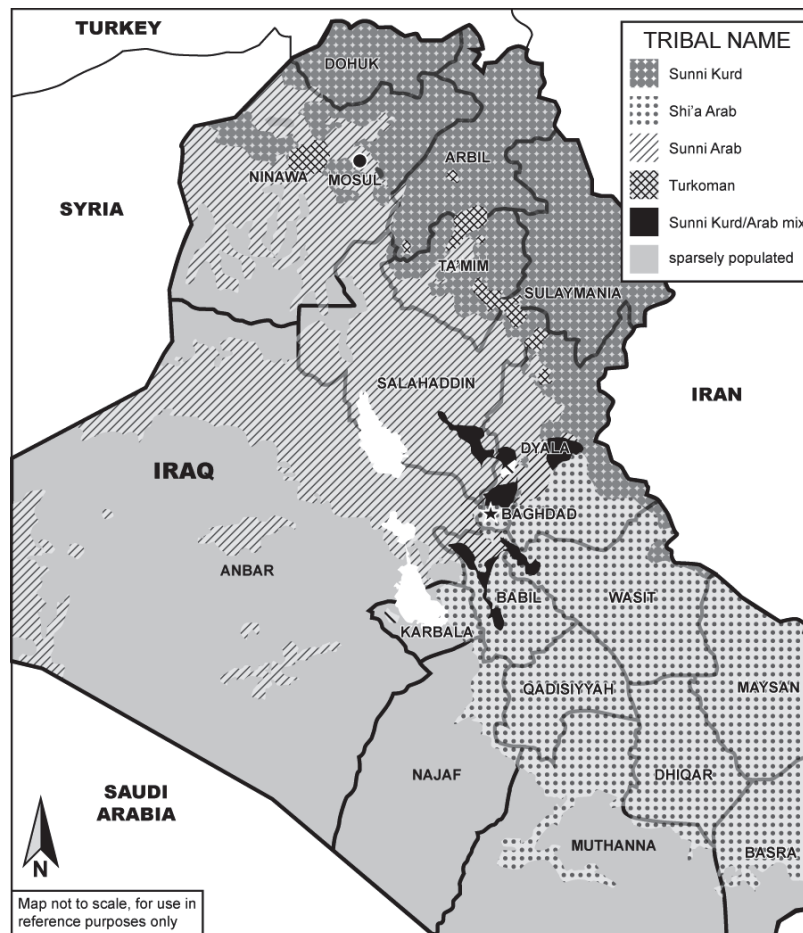 TURKEY
TRIBAL NAME
Sunni Kurd
Shi'a Arab
Sunni Arab
Turkoman
Sunni Kurd/Arab mix
sparsely populated
DOHUK
NINAWA
MOSUL
ARBIL
SYRIA
TA'MIM
SULAYMANIA
SALAHADDIN
IRAN
DYALA
IRAQ
BAGHDAD
ANBAR
BABIL
WASIT
KARBALA
QADISIYYAH
MAYSAN
NAJAF
DHIQAR
SAUDI
ARABIA
MUTHANNA
BASRA
N
Map not to scale, for use in
reference purposes only